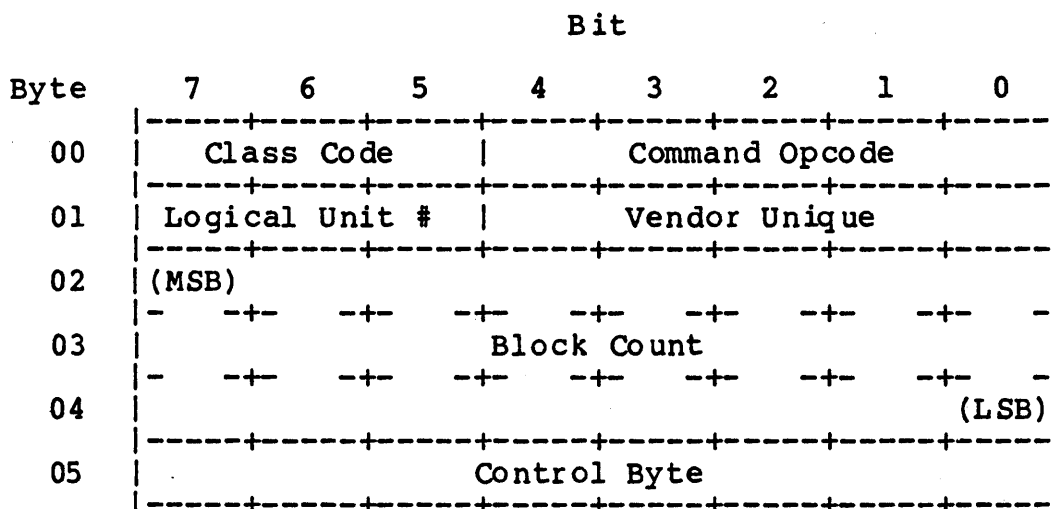 Bit
Byte 7 6 5 4 3 2 1 0
00 Class Code | Command Opcode
01 Logical Unit # | Vendor Unique
02 (MSB)
03 Block Count
04 (LSB)
05 Control Byte